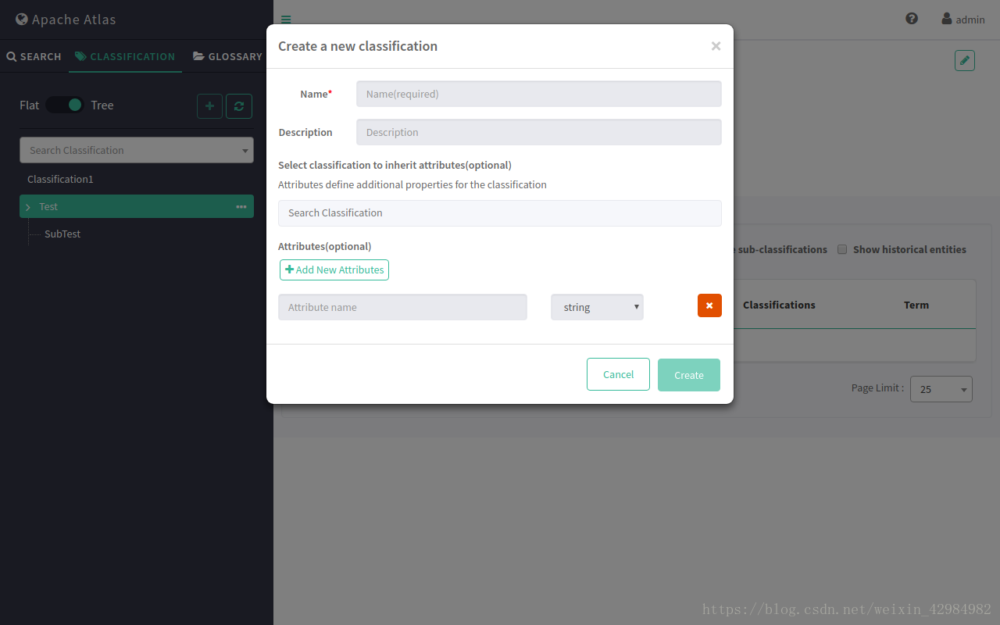 Apache Atlas
admin
SEARCH
CLASSIFICATION
GLOSSARY
Flat
Tree
Search Classification
Classification1
Test
SubTest
Create a new classification
Name*
Name(required)
Description
Description
Select classification to inherit attributes(optional)
Attributes define additional properties for the classification
Search Classification
Attributes(optional)
Add New Attributes
Attribute name
string
Cancel
Create
sub-classifications
Show historical entities
Classifications
Term
Page Limit :
25
https://blog.csdn.net/weixin_42984982